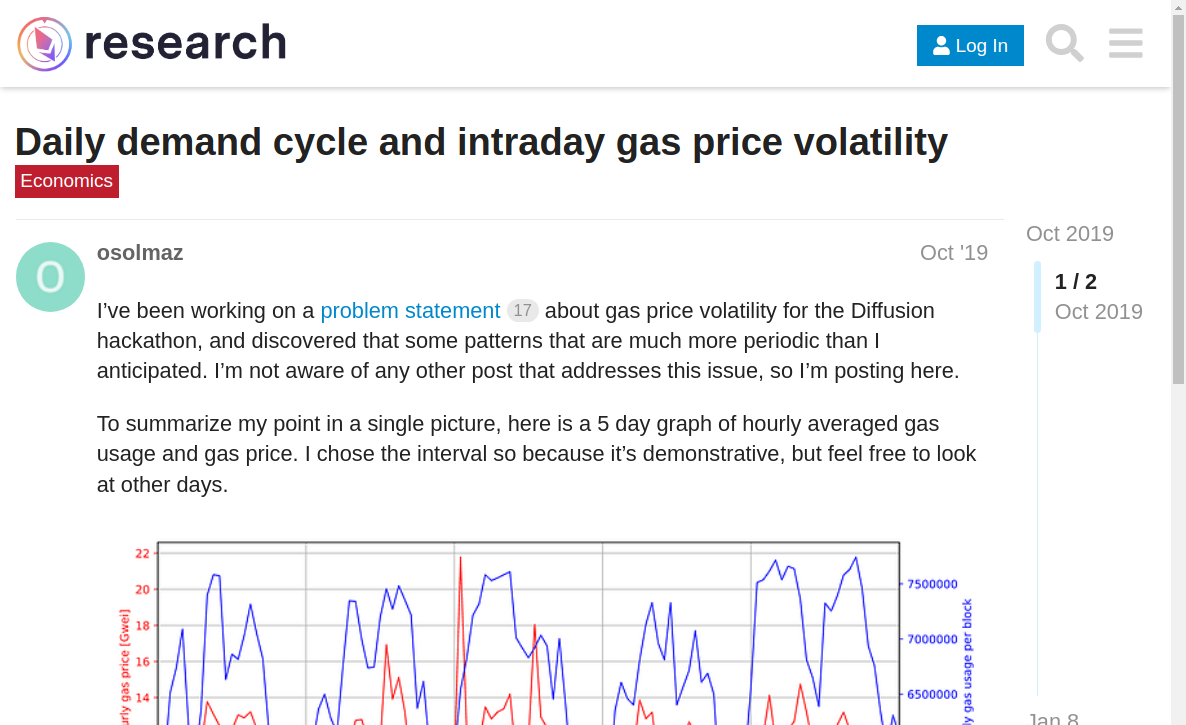 research
Log In
Daily demand cycle and intraday gas price volatility
Economics
Oct 2019
O
osolmaz
Oct '19
1 / 2
Oct 2019
I’ve been working on a problem statement 17 about gas price volatility for the Diffusion
hackathon, and discovered that some patterns that are much more periodic than I
anticipated. I’m not aware of any other post that addresses this issue, so I’m posting here.
To summarize my point in a single picture, here is a 5 day graph of hourly averaged gas
usage and gas price. I chose the interval so because it’s demonstrative, but feel free to look
at other days.
22
20
18
16
14
gas price [Gwei]
7500000
7000000
6500000
gas usage per block
Jan 8